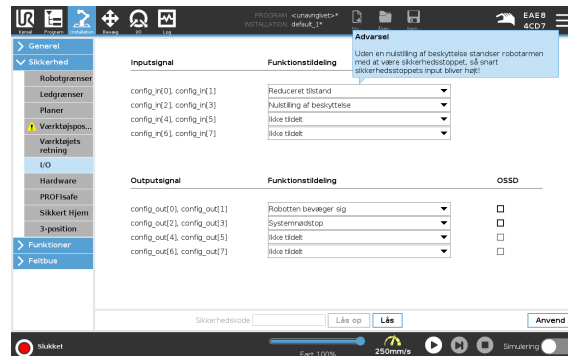 PROGRAM <unavngivet>*
INSTALLATION default_1*
EAE8
4CD7
Kørsel Program Installation Bevæg I/O Log
Advarsel
Uden en nulstilling af beskyttelse standser robotarmen
med at være sikkerhedsstoppet, så snart
sikkerhedsstoppets input bliver højt!
Generel
Sikkerhed
Robotgrænser
Ledgrænser
Planer
Værktøjspos...
Værktøjets
retning
I/O
Hardware
PROFIsafe
Sikkert Hjem
3-position
Funktioner
Feltbus
Inputsignal Funktionstildeling
config_in[0], config_in[1] Reduceret tilstand
config_in[2], config_in[3] Nulstilling af beskyttelse
config_in[4], config_in[5] Ikke tildelt
config_in[6], config_in[7] Ikke tildelt
Outputsignal Funktionstildeling OSSD
config_out[0], config_out[1] Robotten bevæger sig
config_out[2], config_out[3] Systemnødstop
config_out[4], config_out[5] Ikke tildelt
config_out[6], config_out[7] Ikke tildelt
Sikkerhedskode Lås op Lås Anvend
Slukket
Fart 100%
250mm/s
Simulering